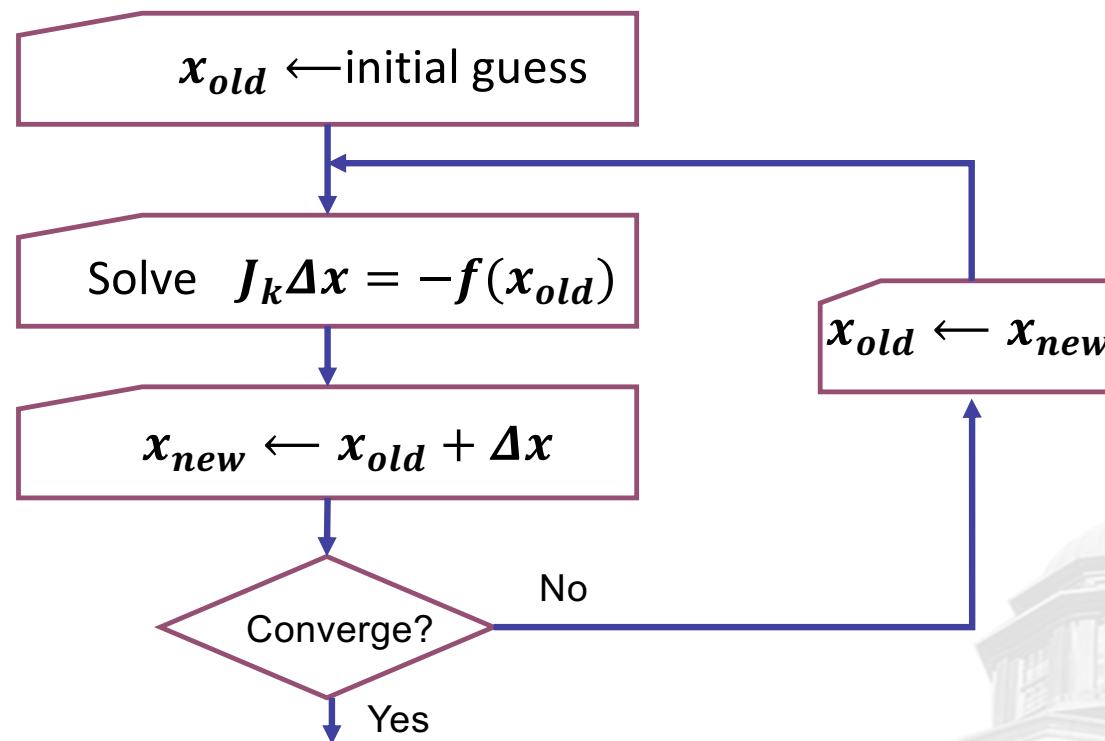 x_old ⟵initial guess
Solve J_k Δx = −f(x_old)
x_old ⟵ x_new
x_new ⟵ x_old + Δx
Converge?
No
Yes